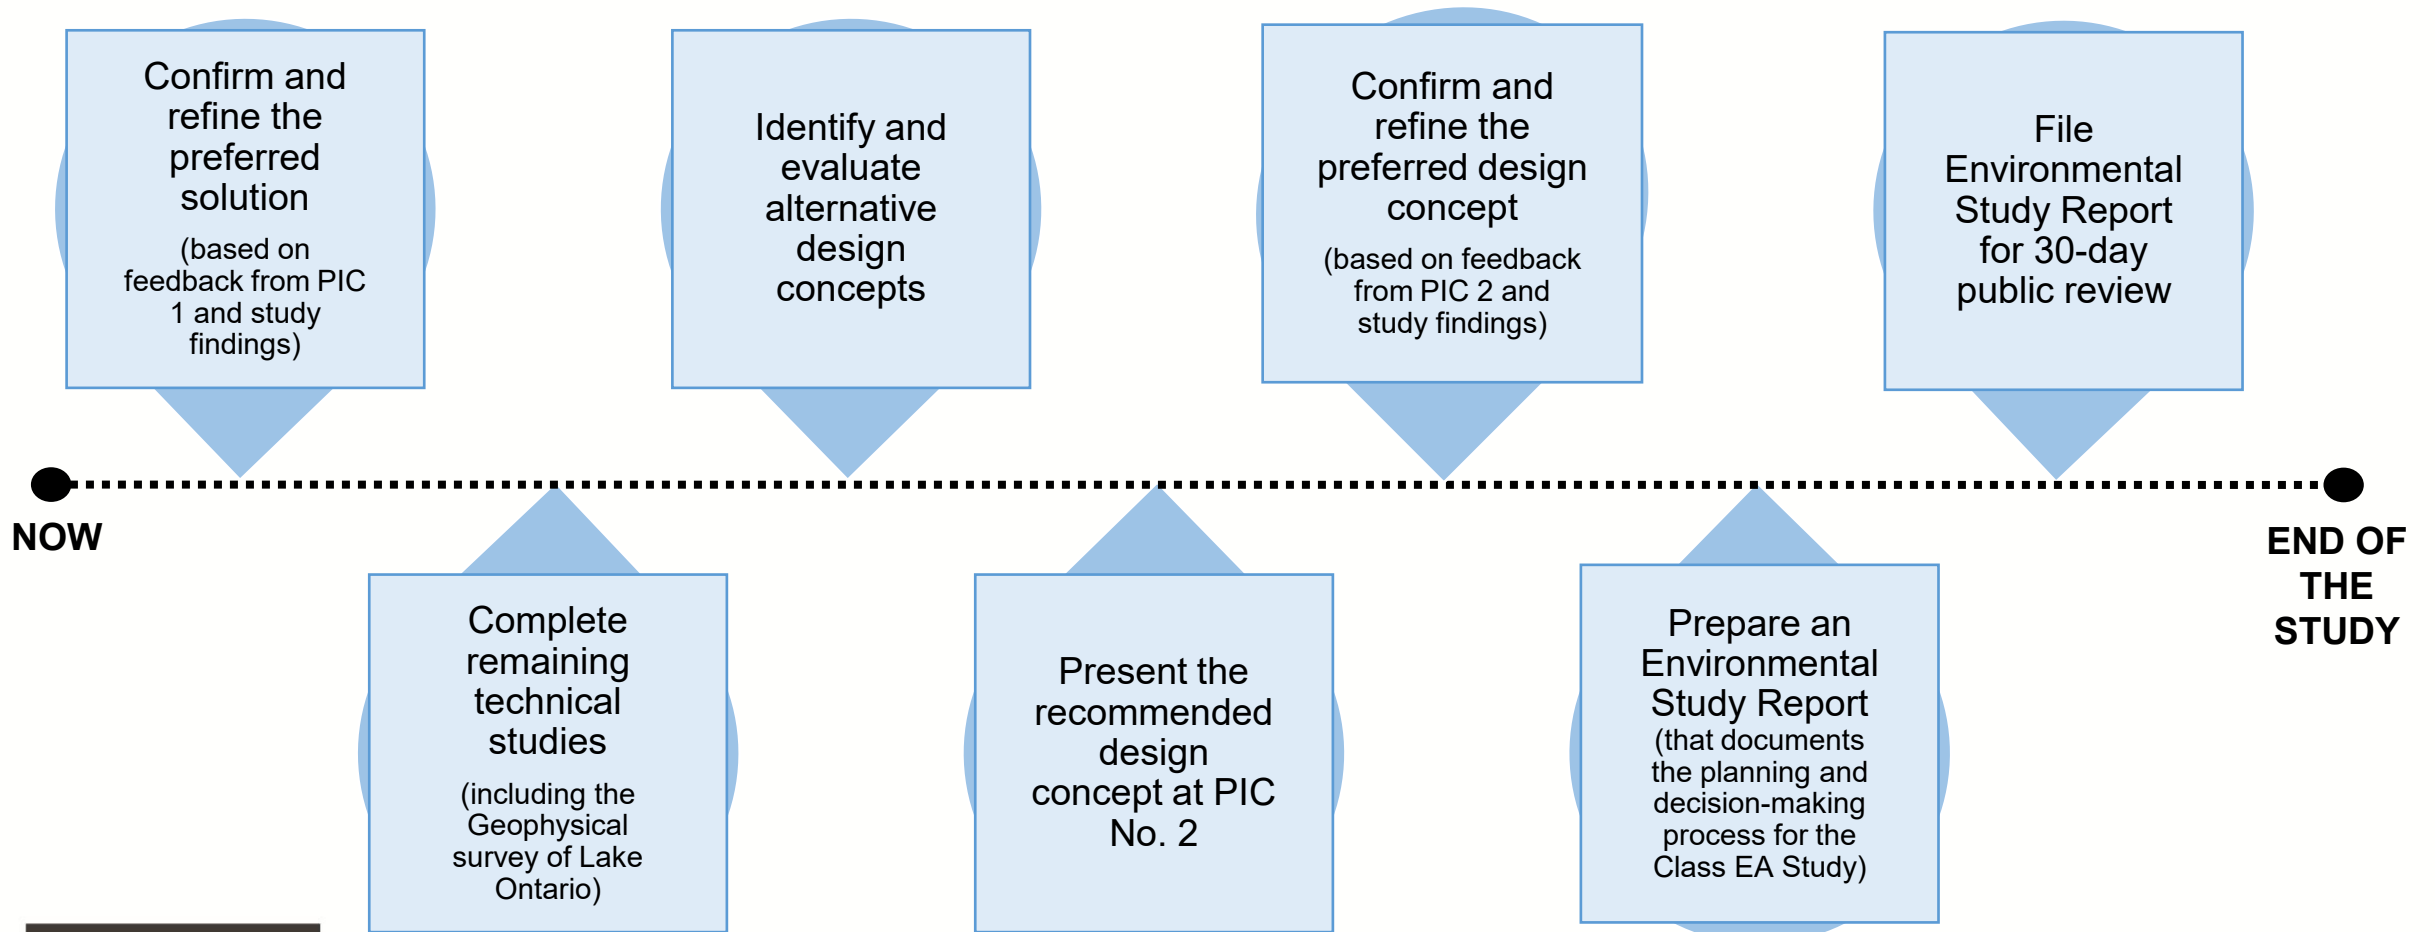 Confirm and
refine the
preferred
solution
(based on
feedback from PIC
1 and study
findings)
Identify and
evaluate
alternative
design
concepts
Confirm and
refine the
preferred design
concept
(based on feedback
from PIC 2 and
study findings)
File
Environmental
Study Report
for 30-day
public review
NOW
END OF
THE
STUDY
Complete
remaining
technical
studies
(including the
Geophysical
survey of Lake
Ontario)
Present the
recommended
design
concept at PIC
No. 2
Prepare an
Environmental
Study Report
(that documents
the planning and
decision-making
process for the
Class EA Study)